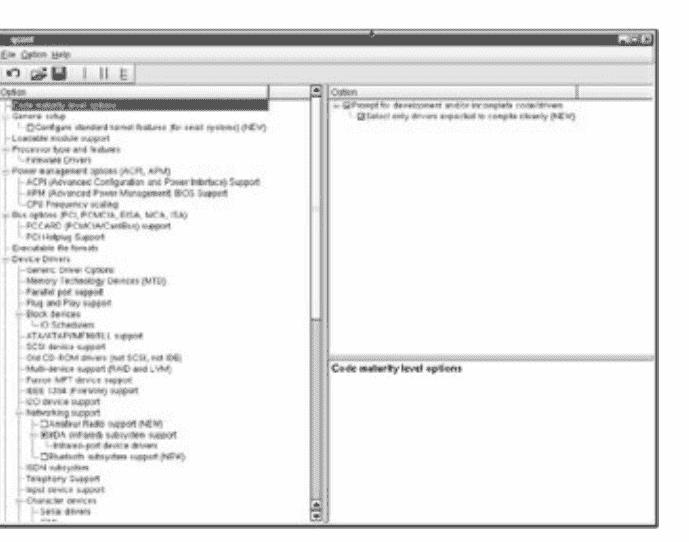 qconf
File Option Help
Option
Code maturity level options
General setup
Configure standard kernel features (for small systems) (NEW)
Loadable module support
Processor type and features
Firmware Drivers
Power management options (ACPI, APM)
ACPI (Advanced Configuration and Power Interface) Support
APM (Advanced Power Management) BIOS Support
CPU Frequency scaling
Bus options (PCI, PCMCIA, EISA, MCA, ISA)
PCCARD (PCMCIA/CardBus) support
PCI Hotplug Support
Executable file formats
Device Drivers
Generic Driver Options
Memory Technology Devices (MTD)
Parallel port support
Plug and Play support
Block devices
IO Schedulers
ATA/ATAPI/MFM/RLL support
SCSI device support
Old CD-ROM drivers (not SCSI, not IDE)
Multi-device support (RAID and LVM)
Fusion MPT device support
IEEE 1394 (FireWire) support
I2O device support
Networking support
Amateur Radio support (NEW)
IrDA (infrared) subsystem support
Infrared-port device drivers
Bluetooth subsystem support (NEW)
ISDN subsystem
Telephony Support
Input device support
Character devices
Serial drivers
Option
Prompt for development and/or incomplete code/drivers
Select only drivers expected to compile cleanly (NEW)
Code maturity level options